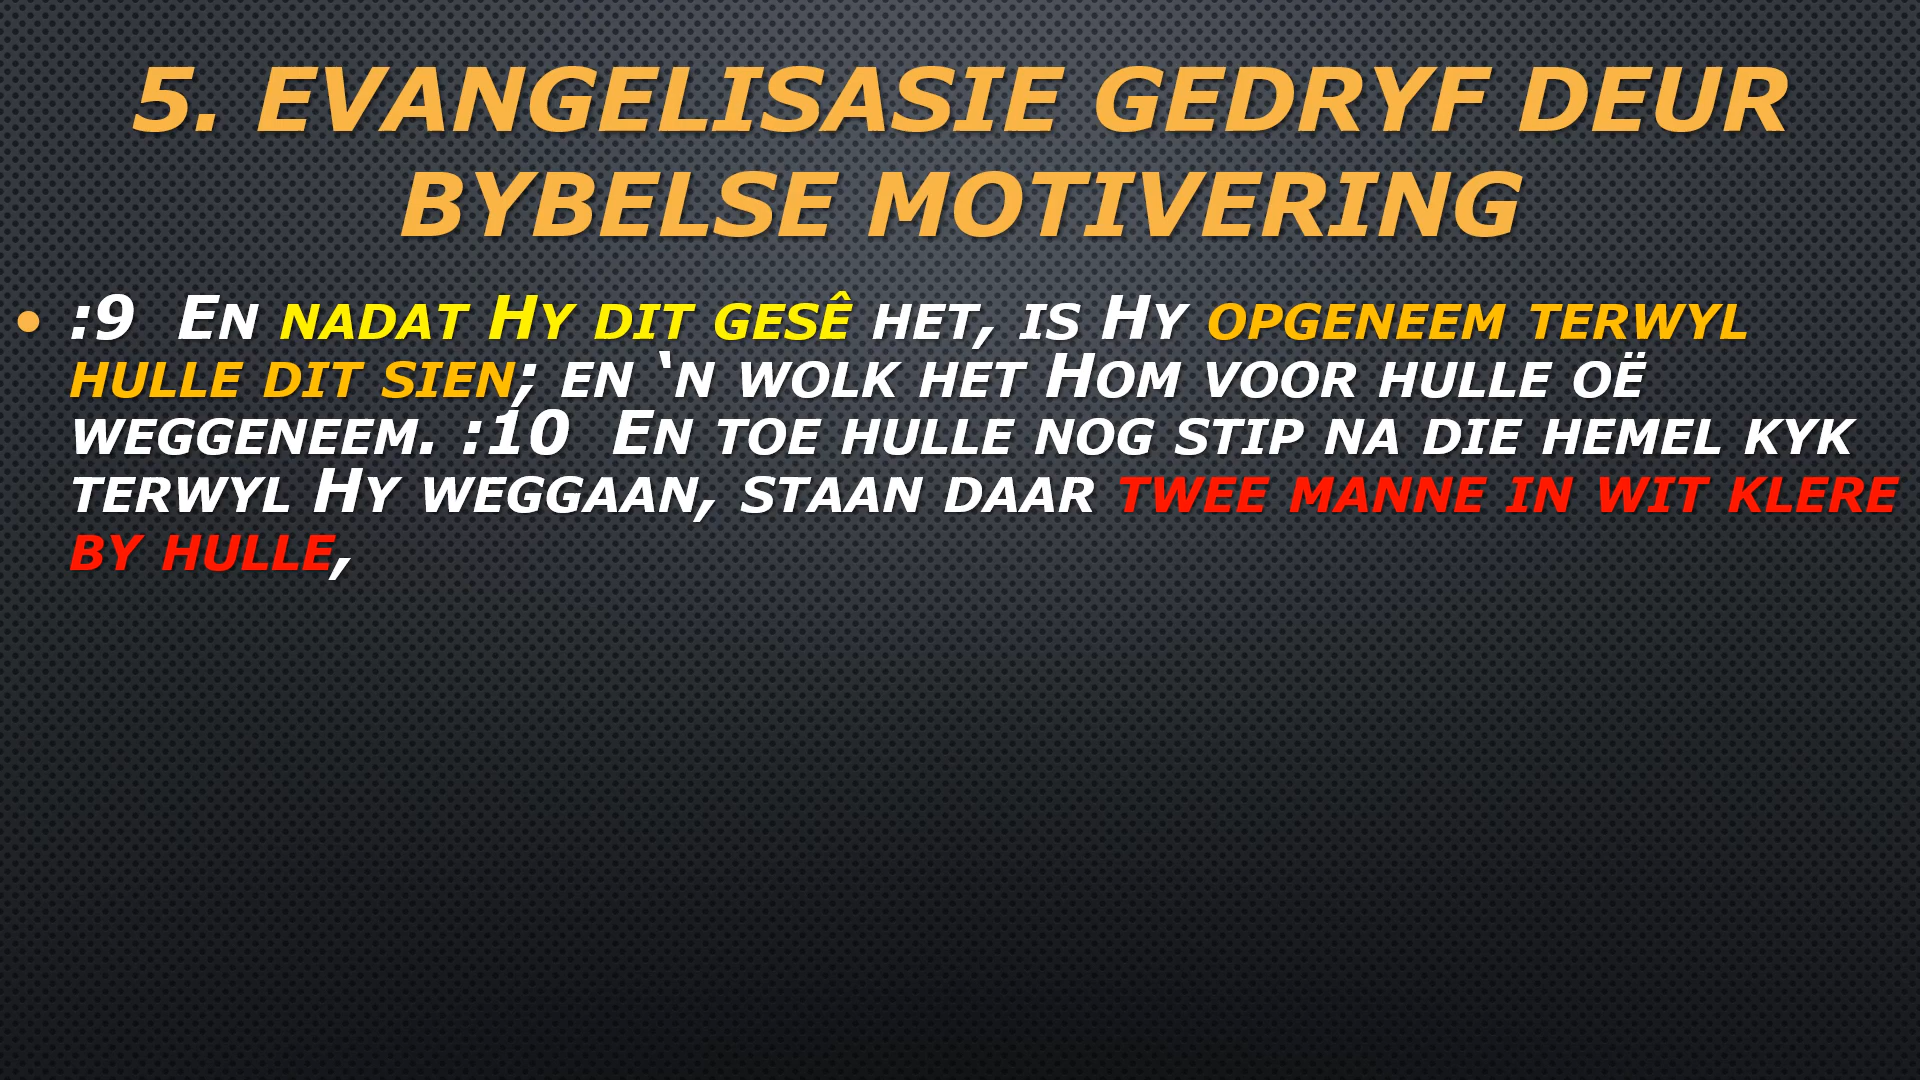 5. EVANGELISASIE GEDRYF DEUR
BYBELSE MOTIVERING
• :9 En nadat Hy dit gesê het, is Hy opgeneem terwyl
hulle dit sien; en ‘n wolk het Hom voor hulle oë
weggeneem. :10 En toe hulle nog stip na die hemel kyk
terwyl Hy weggaan, staan daar twee manne in wit klere
by hulle,